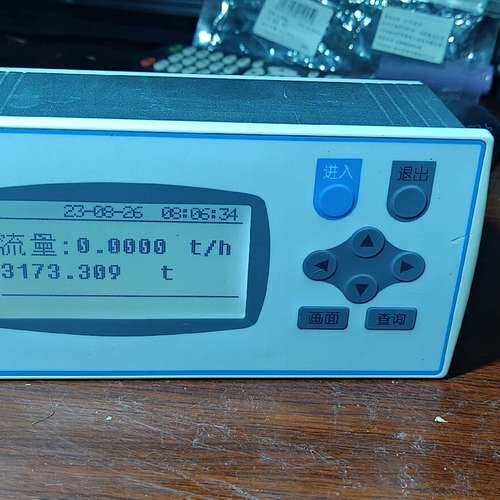 进入 退出
23-08-26 08:06:34
流量:0.0000 t/h
3173.309 t
画面 查询